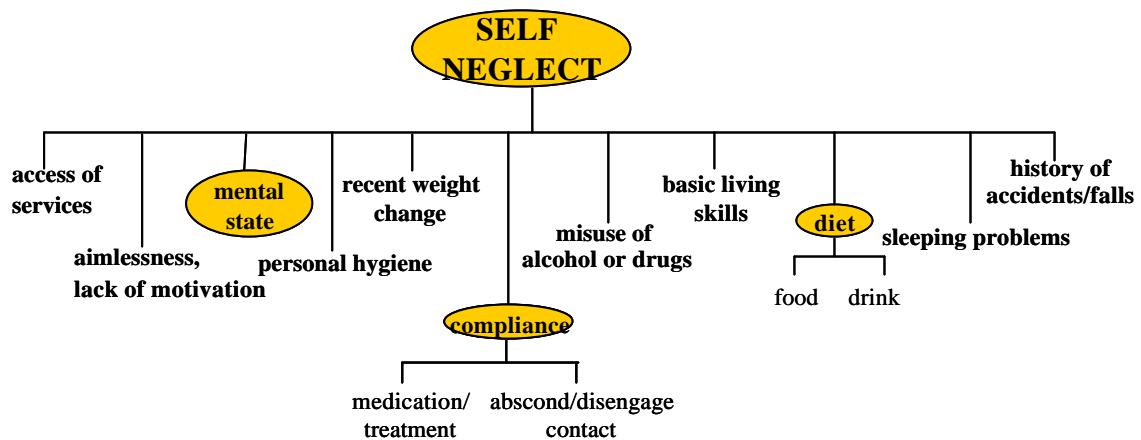 SELF
NEGLECT
access of
services
aimlessness,
lack of motivation
mental
state
personal hygiene
recent weight
change
compliance
medication/
treatment
abscond/disengage
contact
misuse of
alcohol or drugs
basic living
skills
diet
food
drink
sleeping problems
history of
accidents/falls